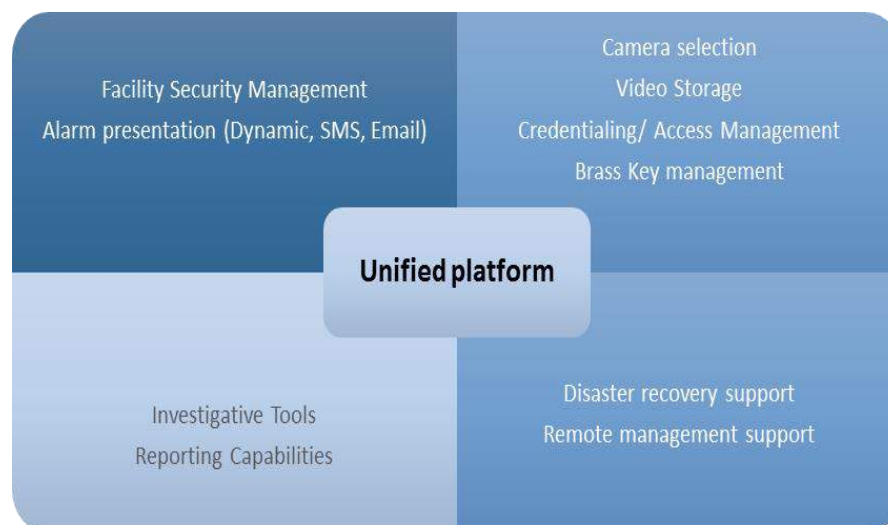 Facility Security Management
Alarm presentation (Dynamic, SMS, Email)
Camera selection
Video Storage
Credentialing/ Access Management
Brass Key management
Unified platform
Investigative Tools
Reporting Capabilities
Disaster recovery support
Remote management support